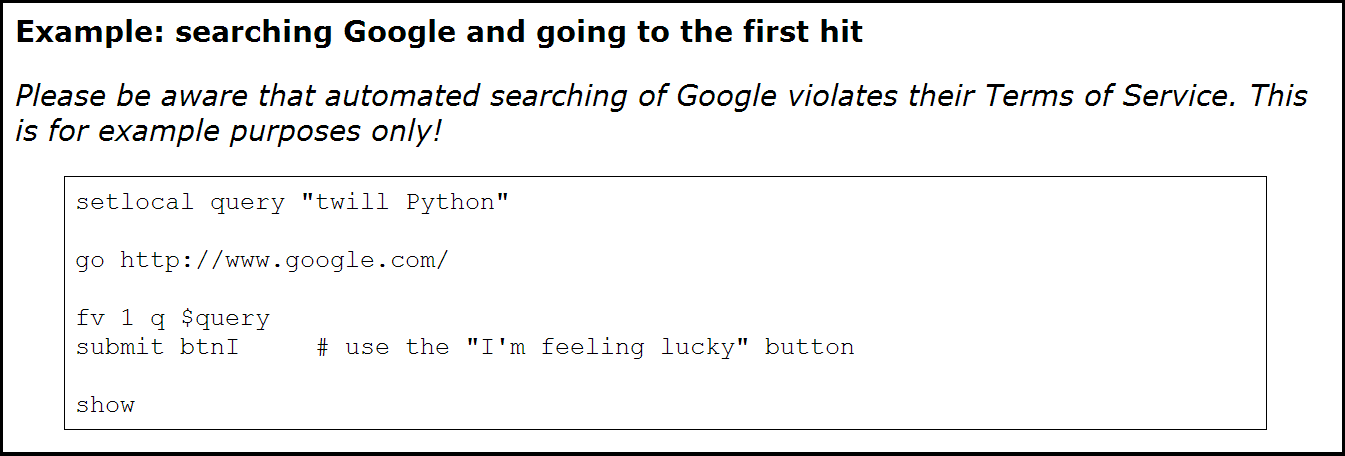 Example: searching Google and going to the first hit
Please be aware that automated searching of Google violates their Terms of Service. This
is for example purposes only!
setlocal query "twill Python"
go http://www.google.com/
fv 1 q $query
submit btnI     # use the "I'm feeling lucky" button
show